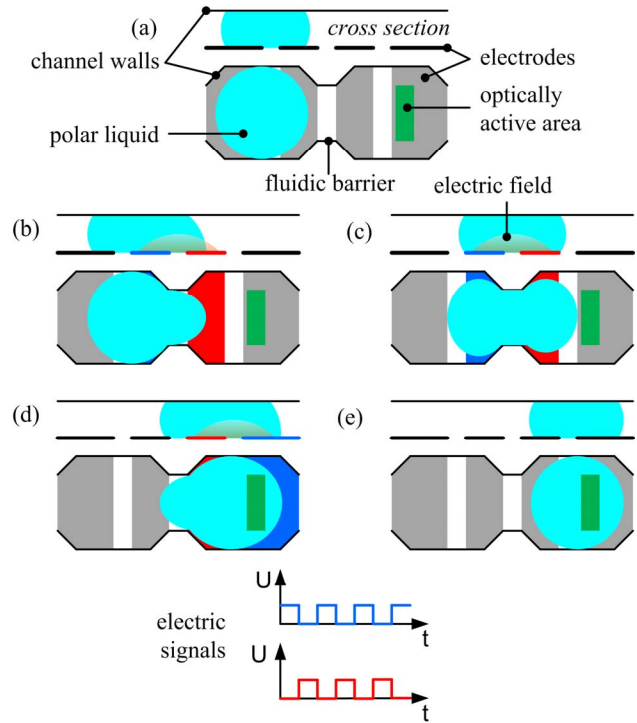 (a)
cross section
channel walls
electrodes
optically
active area
polar liquid
fluidic barrier
electric field
(b)
(c)
(d)
(e)
U
t
electric
signals
U
t